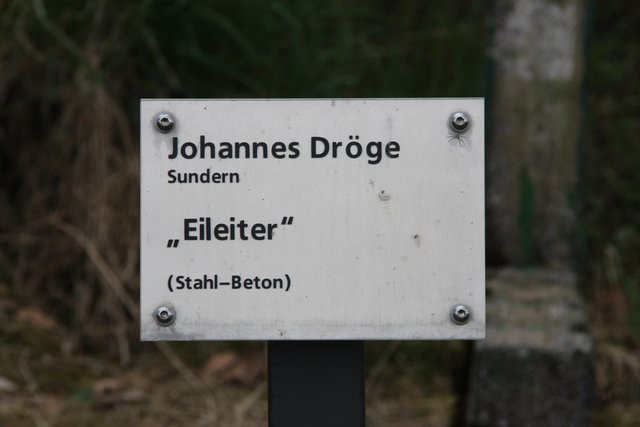 Johannes Dröge
Sundern
„Eileiter“
(Stahl–Beton)